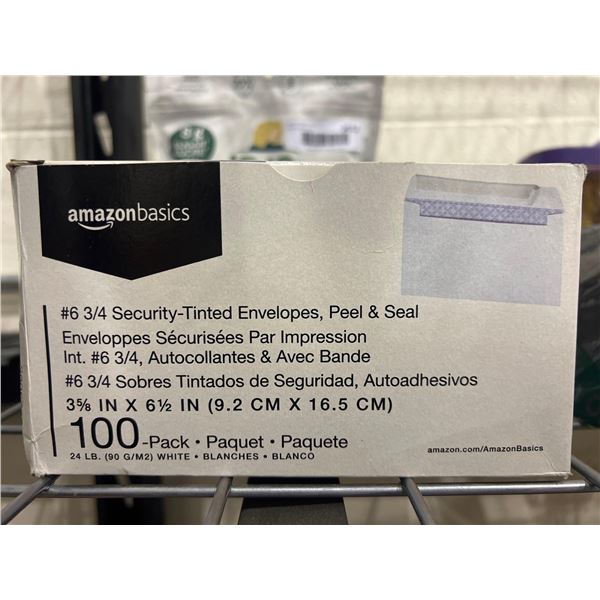 amazonbasics
#6 3/4 Security-Tinted Envelopes, Peel & Seal
Enveloppes Sécurisées Par Impression
Int. #6 3/4, Autocollantes & Avec Bande
#6 3/4 Sobres Tintados de Seguridad, Autoadhesivos
3⅝ IN X 6½ IN (9.2 CM X 16.5 CM)
100-Pack • Paquet • Paquete
24 LB. (90 G/M2) WHITE • BLANCHES • BLANCO
amazon.com/AmazonBasics